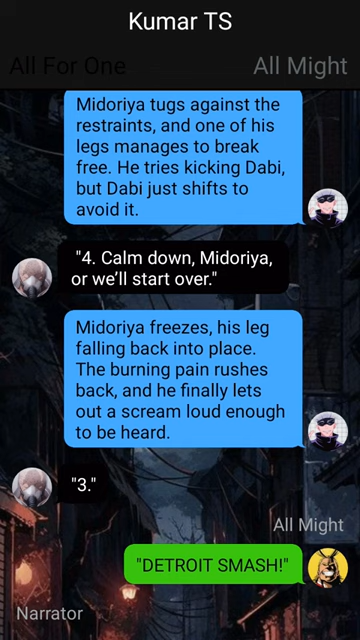 Kumar TS
All For One
All Might
Midoriya tugs against the
restraints, and one of his
legs manages to break
free. He tries kicking Dabi,
but Dabi just shifts to
avoid it.
"4. Calm down, Midoriya,
or we’ll start over."
Midoriya freezes, his leg
falling back into place.
The burning pain rushes
back, and he finally lets
out a scream loud enough
to be heard.
"3."
All Might
"DETROIT SMASH!"
Narrator